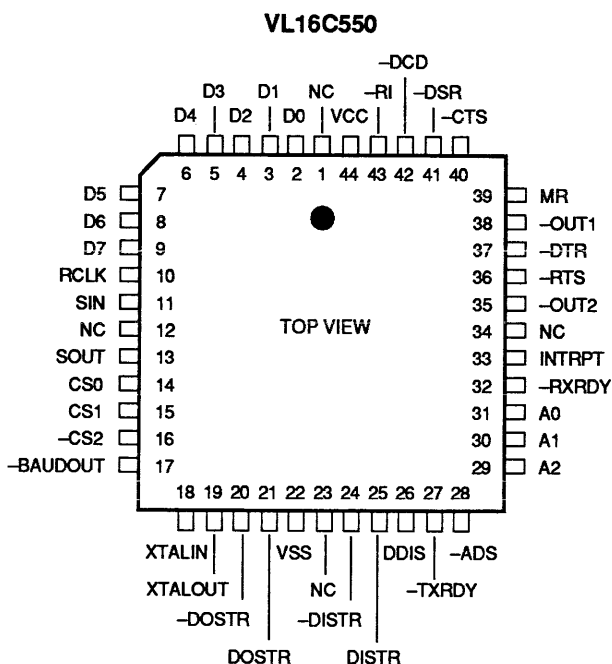 VL16C550
–DCD
D3 D1 NC –RI –DSR
D4 D2 D0 VCC –CTS
6 5 4 3 2 1 44 43 42 41 40
D5 7 39 MR
D6 8 38 –OUT1
D7 9 37 –DTR
RCLK 10 36 –RTS
SIN 11 35 –OUT2
NC 12 TOP VIEW 34 NC
SOUT 13 33 INTRPT
CS0 14 32 –RXRDY
CS1 15 31 A0
–CS2 16 30 A1
–BAUDOUT 17 29 A2
18 19 20 21 22 23 24 25 26 27 28
XTALIN VSS DDIS –ADS
XTALOUT NC –TXRDY
–DOSTR –DISTR
DOSTR DISTR